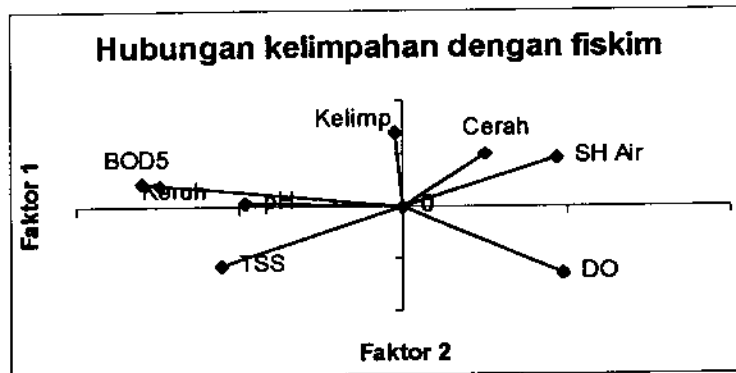 Hubungan kelimpahan dengan fiskim
Kelimp
Cerah
SH Air
BOD5
Keruh
pH
0
TSS
DO
Faktor 1
Faktor 2